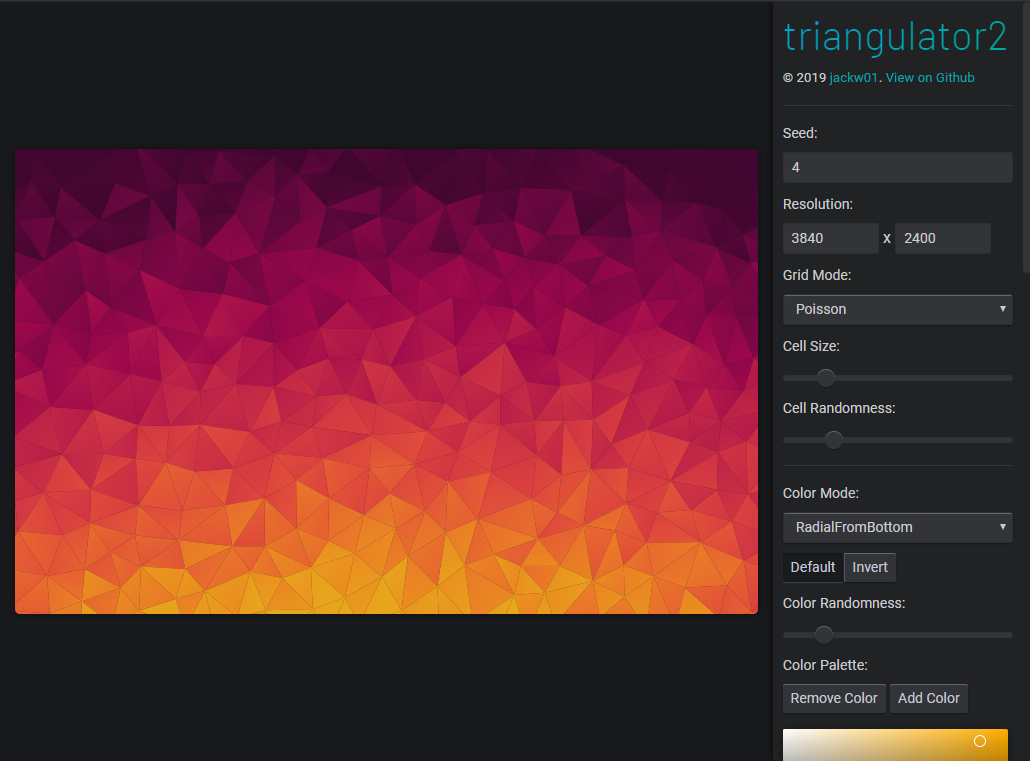 triangulator2
© 2019 jackw01. View on Github
Seed:
4
Resolution:
3840 x 2400
Grid Mode:
Poisson
Cell Size:
Cell Randomness:
Color Mode:
RadialFromBottom
Default Invert
Color Randomness:
Color Palette:
Remove Color Add Color